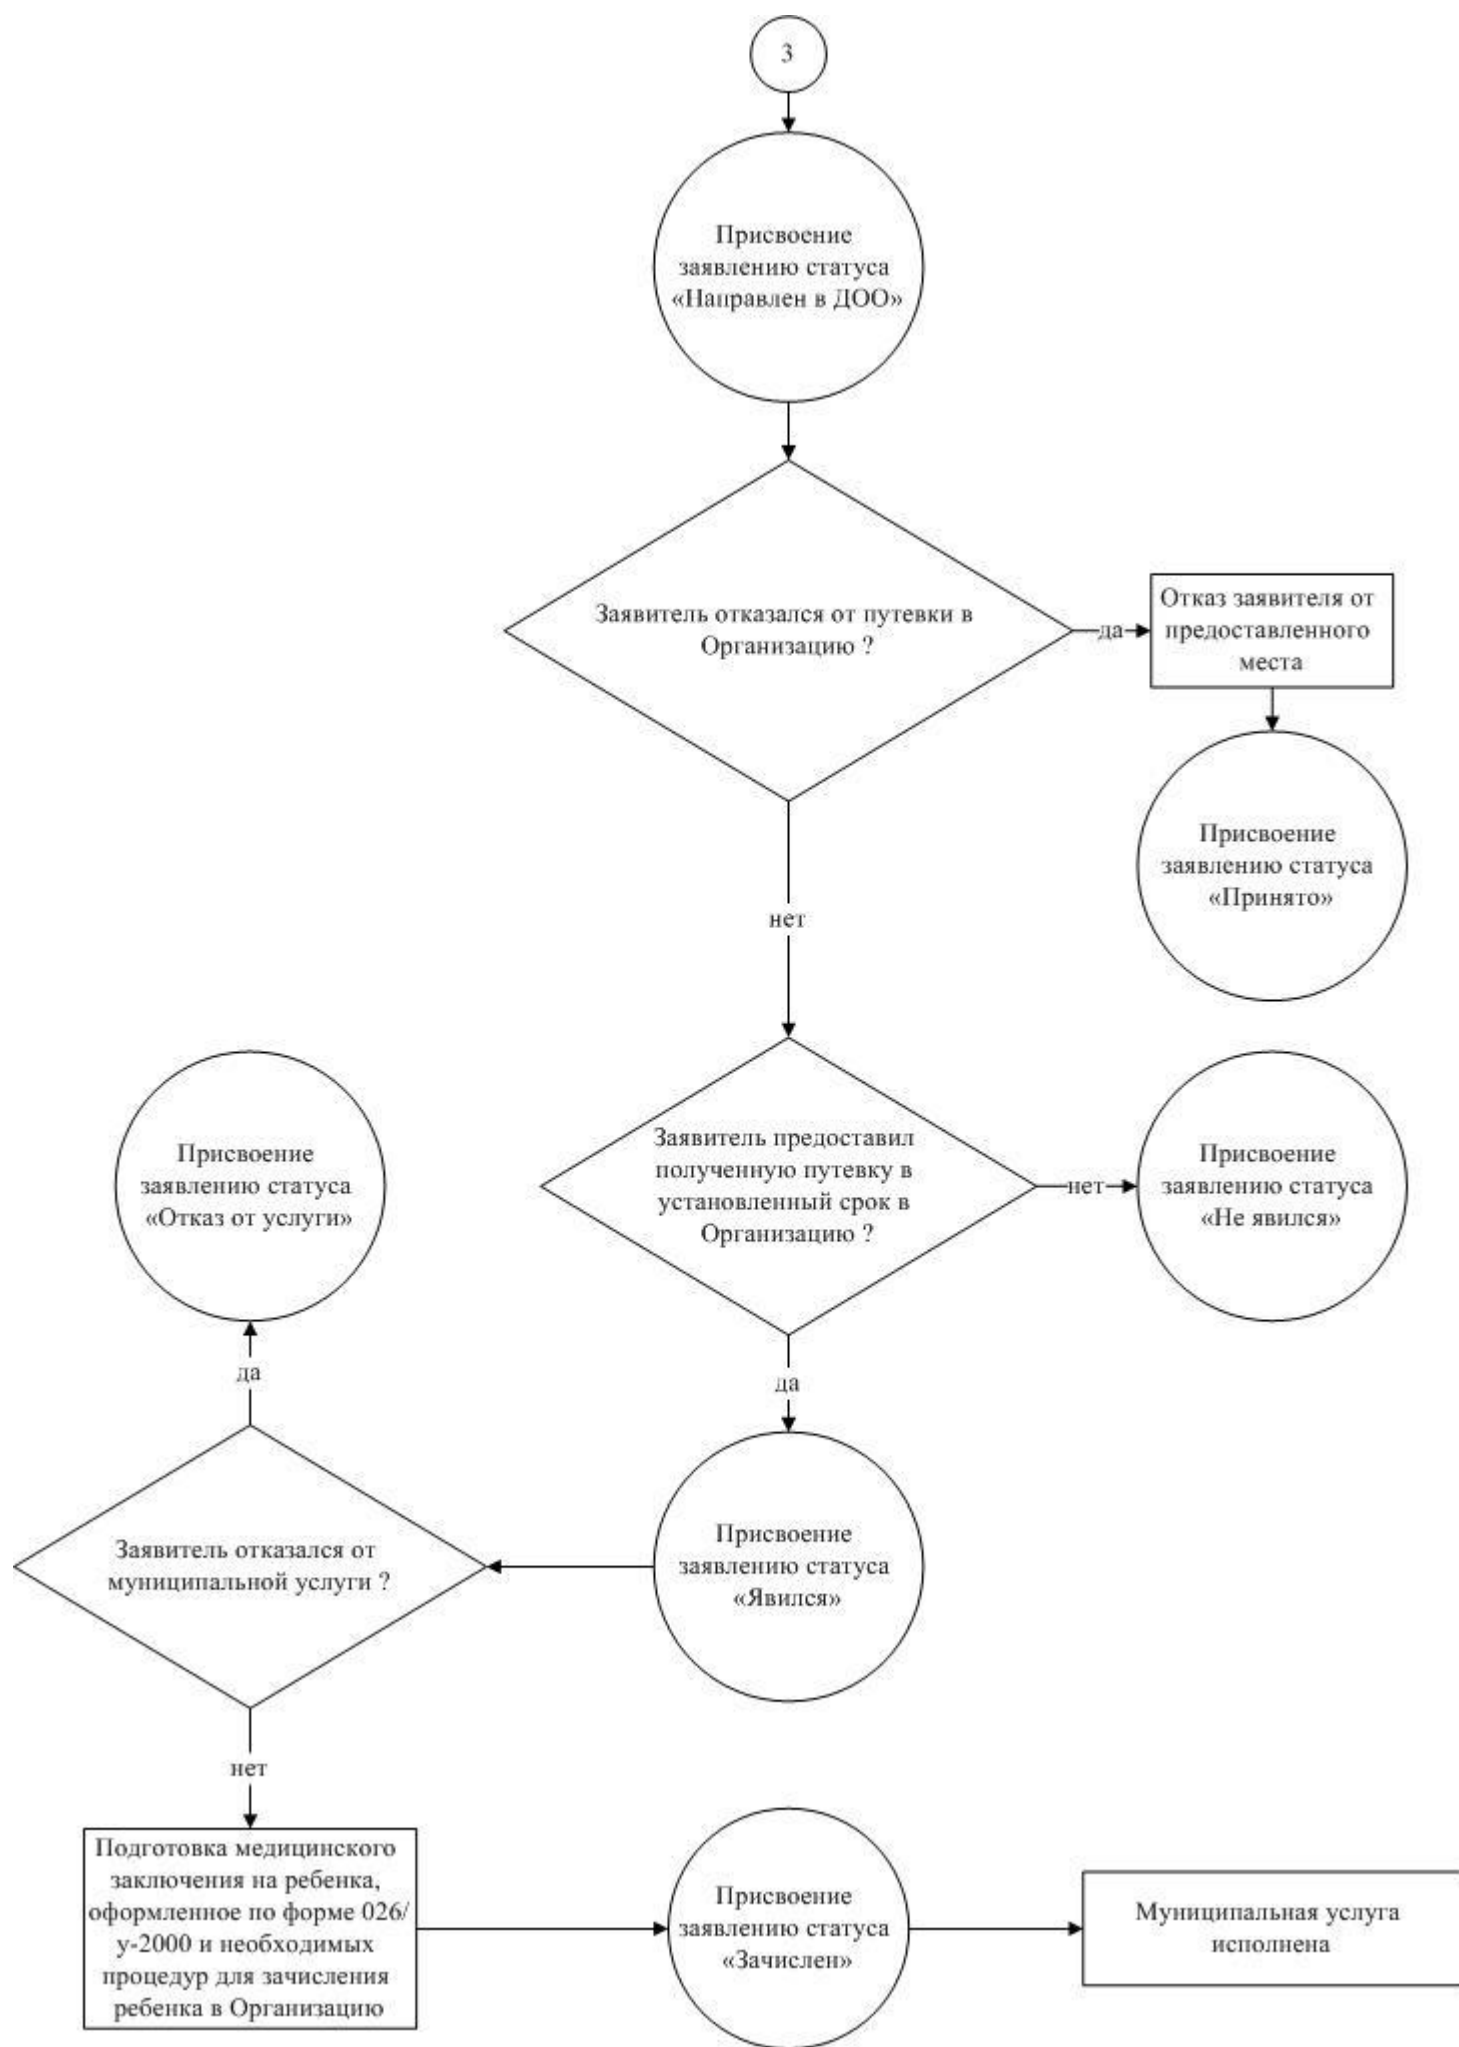 3
Присвоение
заявлению статуса
«Направлен в ДОО»
Заявитель отказался от путевки в
Организацию ?
да
Отказ заявителя от
предоставленного
места
Присвоение
заявлению статуса
«Принято»
нет
Заявитель предоставил
полученную путевку в
установленный срок в
Организацию ?
нет
Присвоение
заявлению статуса
«Не явился»
да
Присвоение
заявлению статуса
«Явился»
Заявитель отказался от
муниципальной услуги ?
да
Присвоение
заявлению статуса
«Отказ от услуги»
нет
Подготовка медицинского
заключения на ребенка,
оформленное по форме 026/
у-2000 и необходимых
процедур для зачисления
ребенка в Организацию
Присвоение
заявлению статуса
«Зачислен»
Муниципальная услуга
исполнена